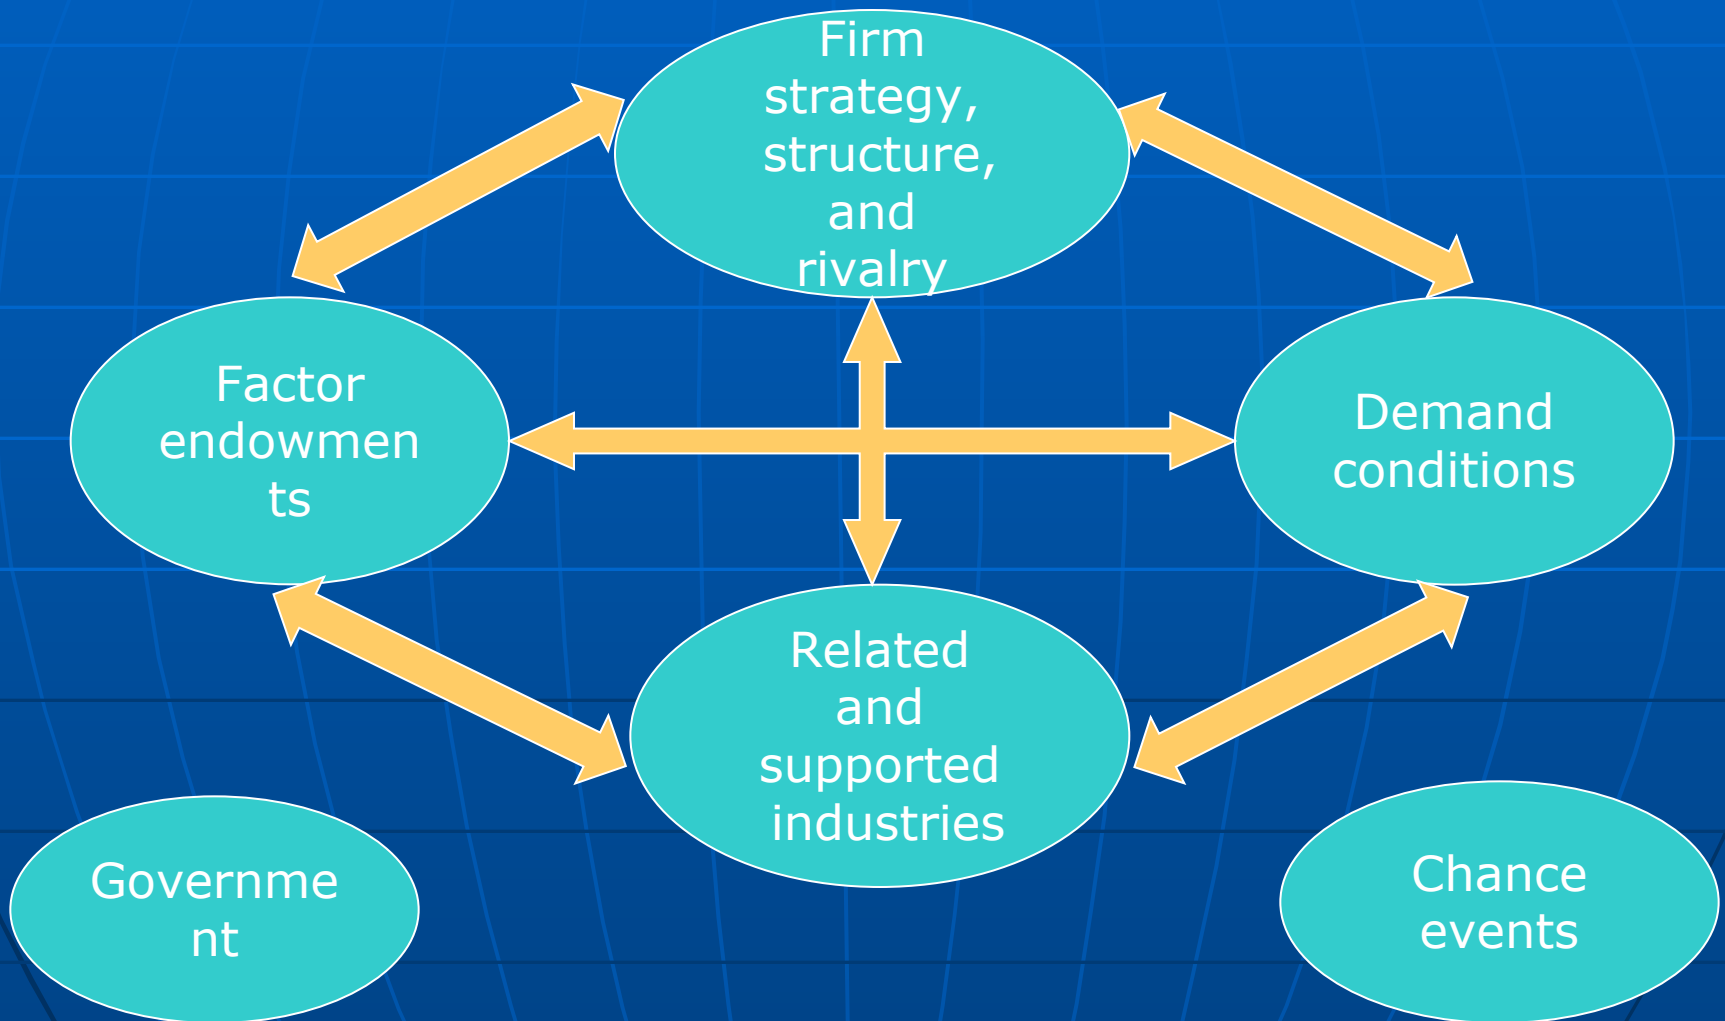 Firm
strategy,
structure,
and
rivalry
Factor
endowmen
ts
Demand
conditions
Related
and
supported
industries
Governme
nt
Chance
events